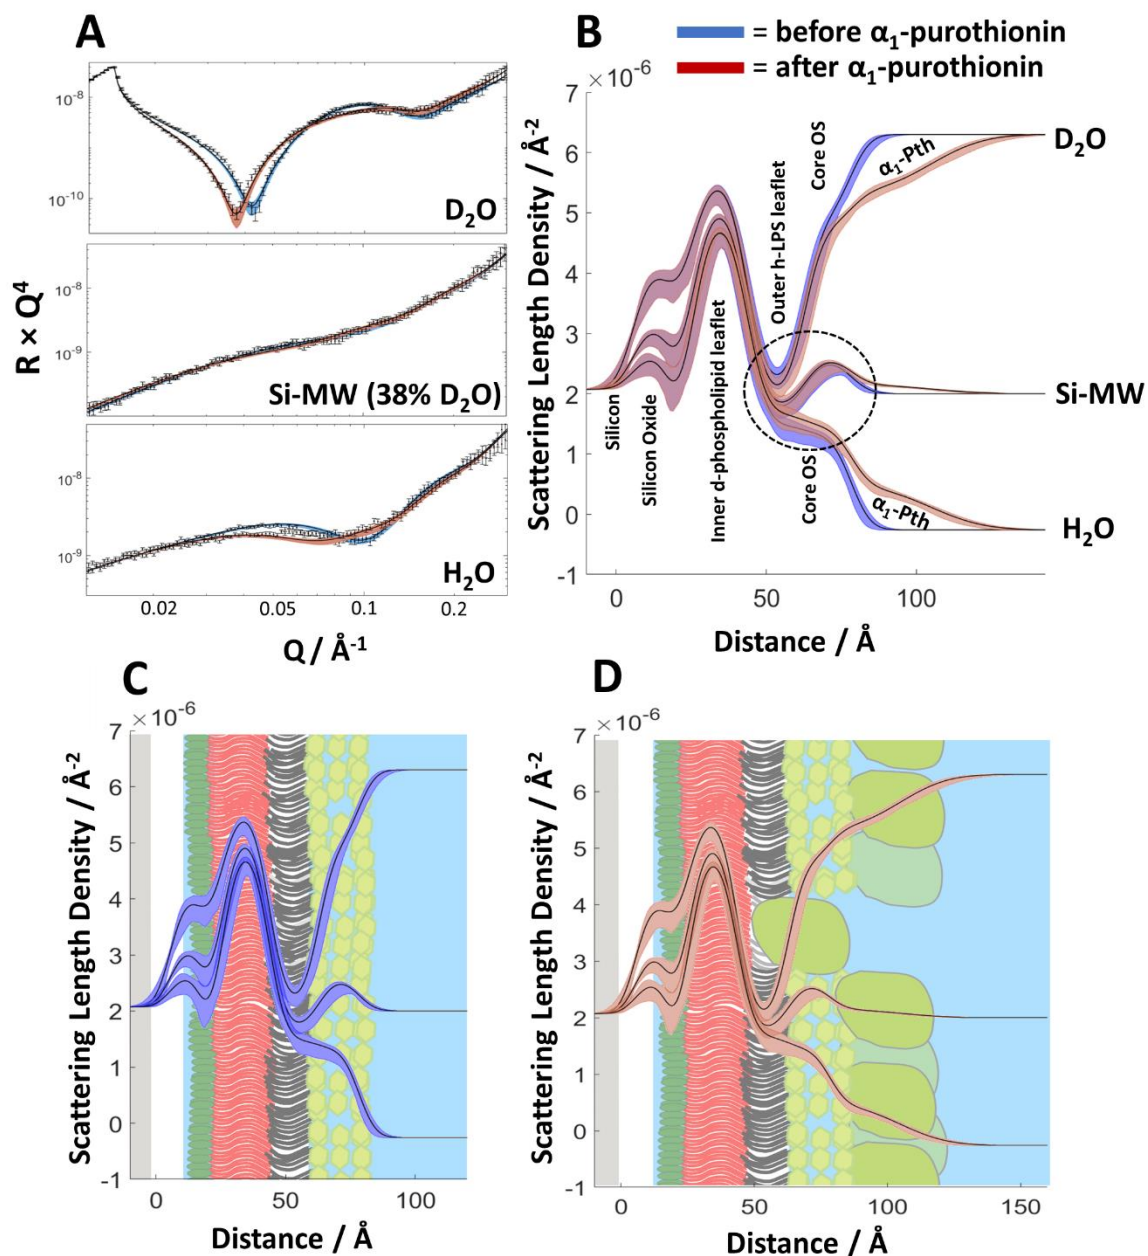 A
10⁻⁸
10⁻¹⁰
D₂O
10⁻⁸
10⁻⁹
Si-MW (38% D₂O)
10⁻⁸
10⁻⁹
H₂O
R × Q⁴
0.02
0.05
0.1
0.2
Q / Å⁻¹
B
= before α₁-purothionin
= after α₁-purothionin
×10⁻⁶
7
6
5
4
3
2
1
0
-1
Scattering Length Density / Å⁻²
Silicon
Silicon Oxide
Inner d-phospholipid leaflet
Outer h-LPS leaflet
Core OS
α₁-Pth
Core OS
α₁-Pth
D₂O
Si-MW
H₂O
0
50
100
Distance / Å
C
×10⁻⁶
7
6
5
4
3
2
1
0
-1
Scattering Length Density / Å⁻²
0
50
100
Distance / Å
D
×10⁻⁶
7
6
5
4
3
2
1
0
-1
Scattering Length Density / Å⁻²
0
50
100
150
Distance / Å